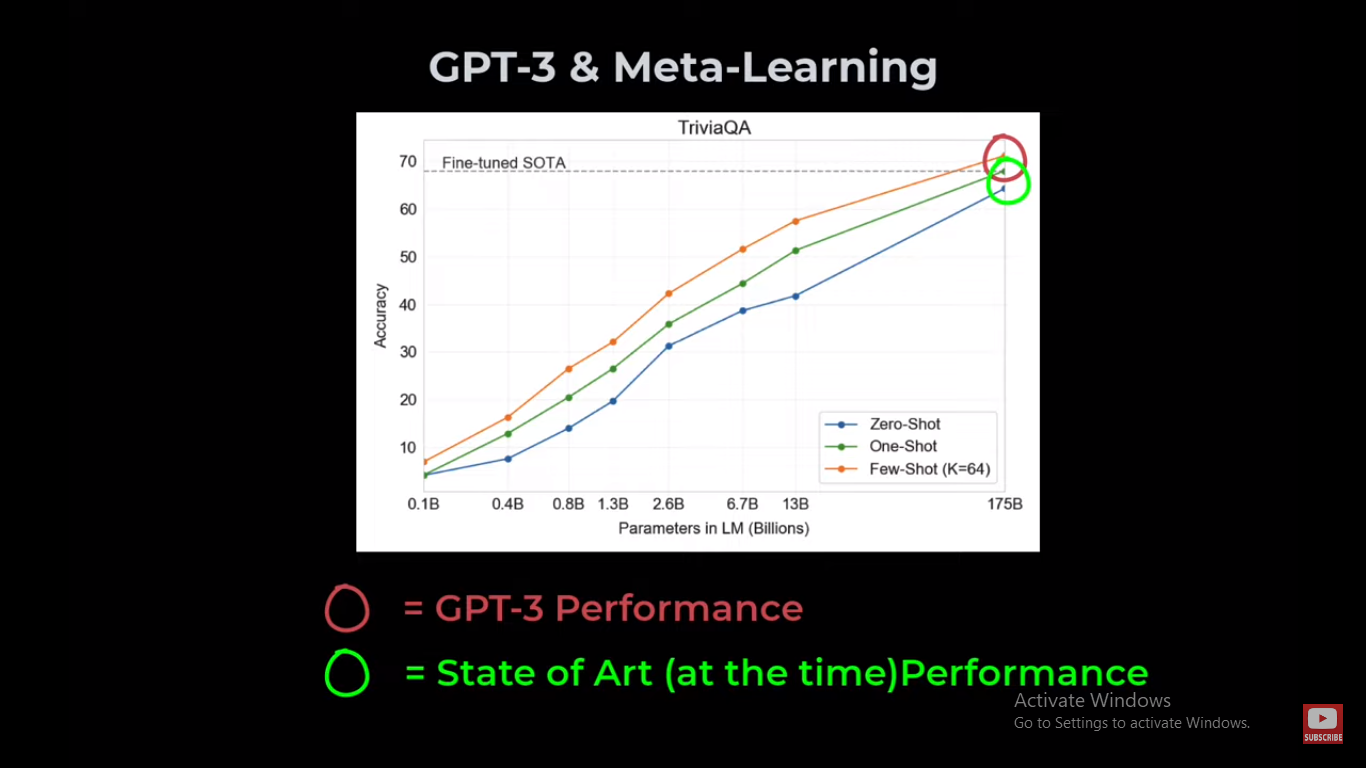 GPT-3 & Meta-Learning
TriviaQA
70
Fine-tuned SOTA
60
50
40
30
20
10
Accuracy
Zero-Shot
One-Shot
Few-Shot (K=64)
0.1B 0.4B 0.8B 1.3B 2.6B 6.7B 13B 175B
Parameters in LM (Billions)
= GPT-3 Performance
= State of Art (at the time)Performance
Activate Windows
Go to Settings to activate Windows.
SUBSCRIBE